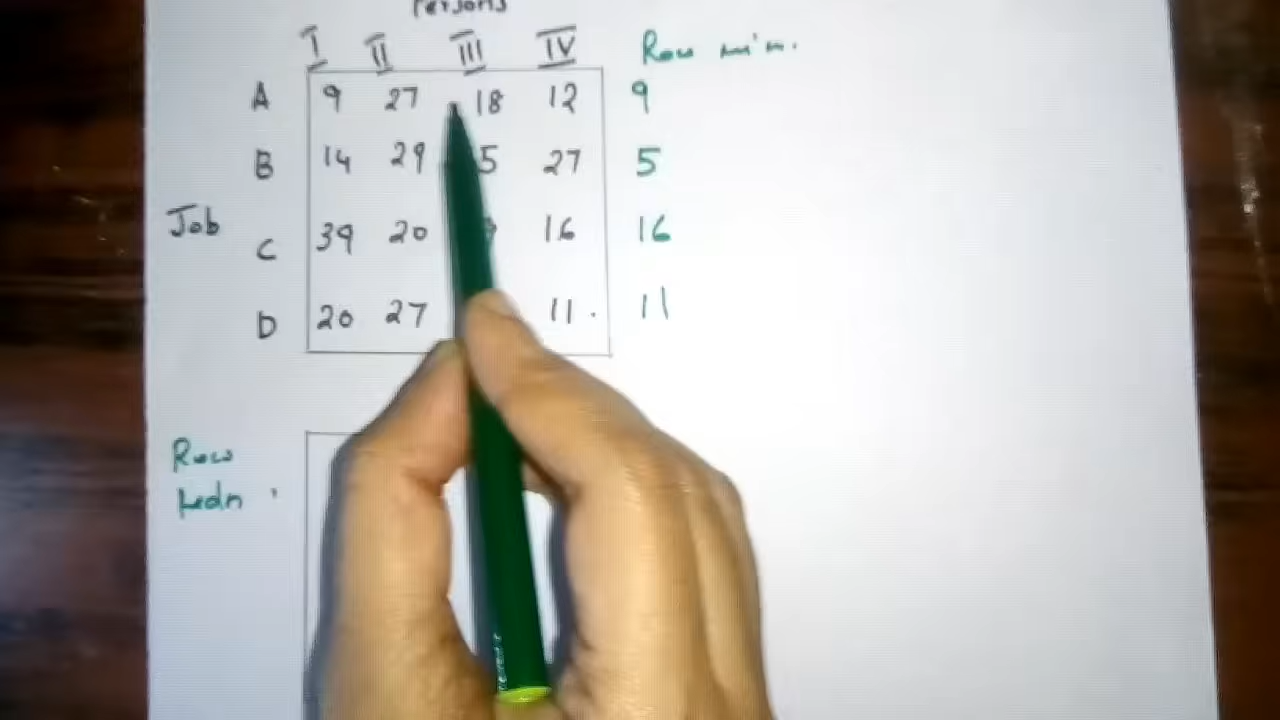 Persons
I II III IV Row min.
A 9 27 18 12 9
B 14 29 5 27 5
Job
C 39 20 16 16
D 20 27 11 11
Row
Redn